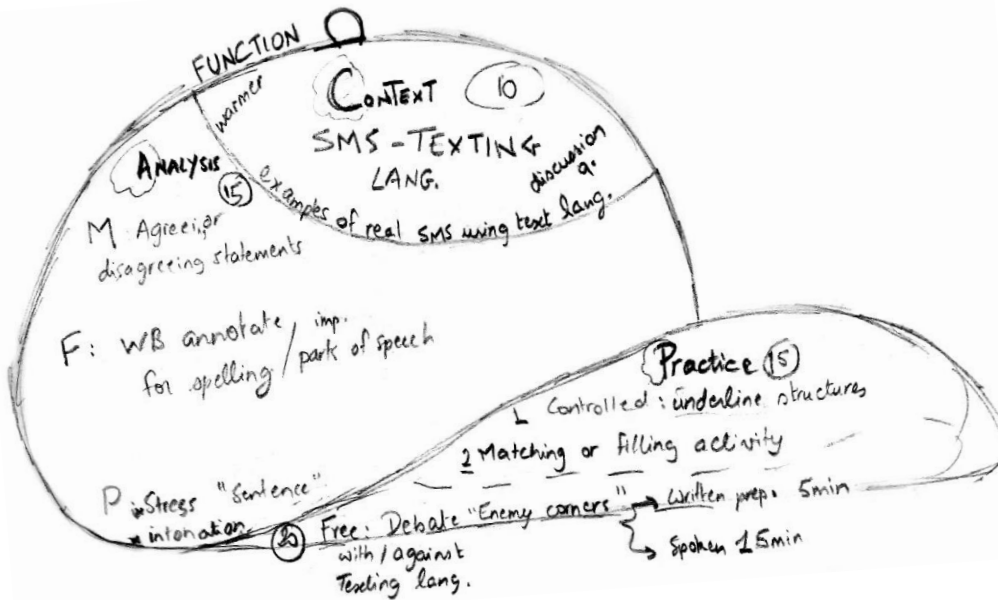 FUNCTION
warmer
CONTEXT 10
SMS - TEXTING
LANG.
discussion
q.
examples of real SMS using text lang.
ANALYSIS
15
M Agreeing or
disagreeing statements
F: WB annotate / imp.
for spelling / parts of speech
P: Stress "Sentence"
* intonation
Practice 15
1 Controlled : underline structures
2 Matching or filling activity
20 Free: Debate "Enemy corners" → written prep. 5min
→ Spoken 15min
with / against
Texting lang.